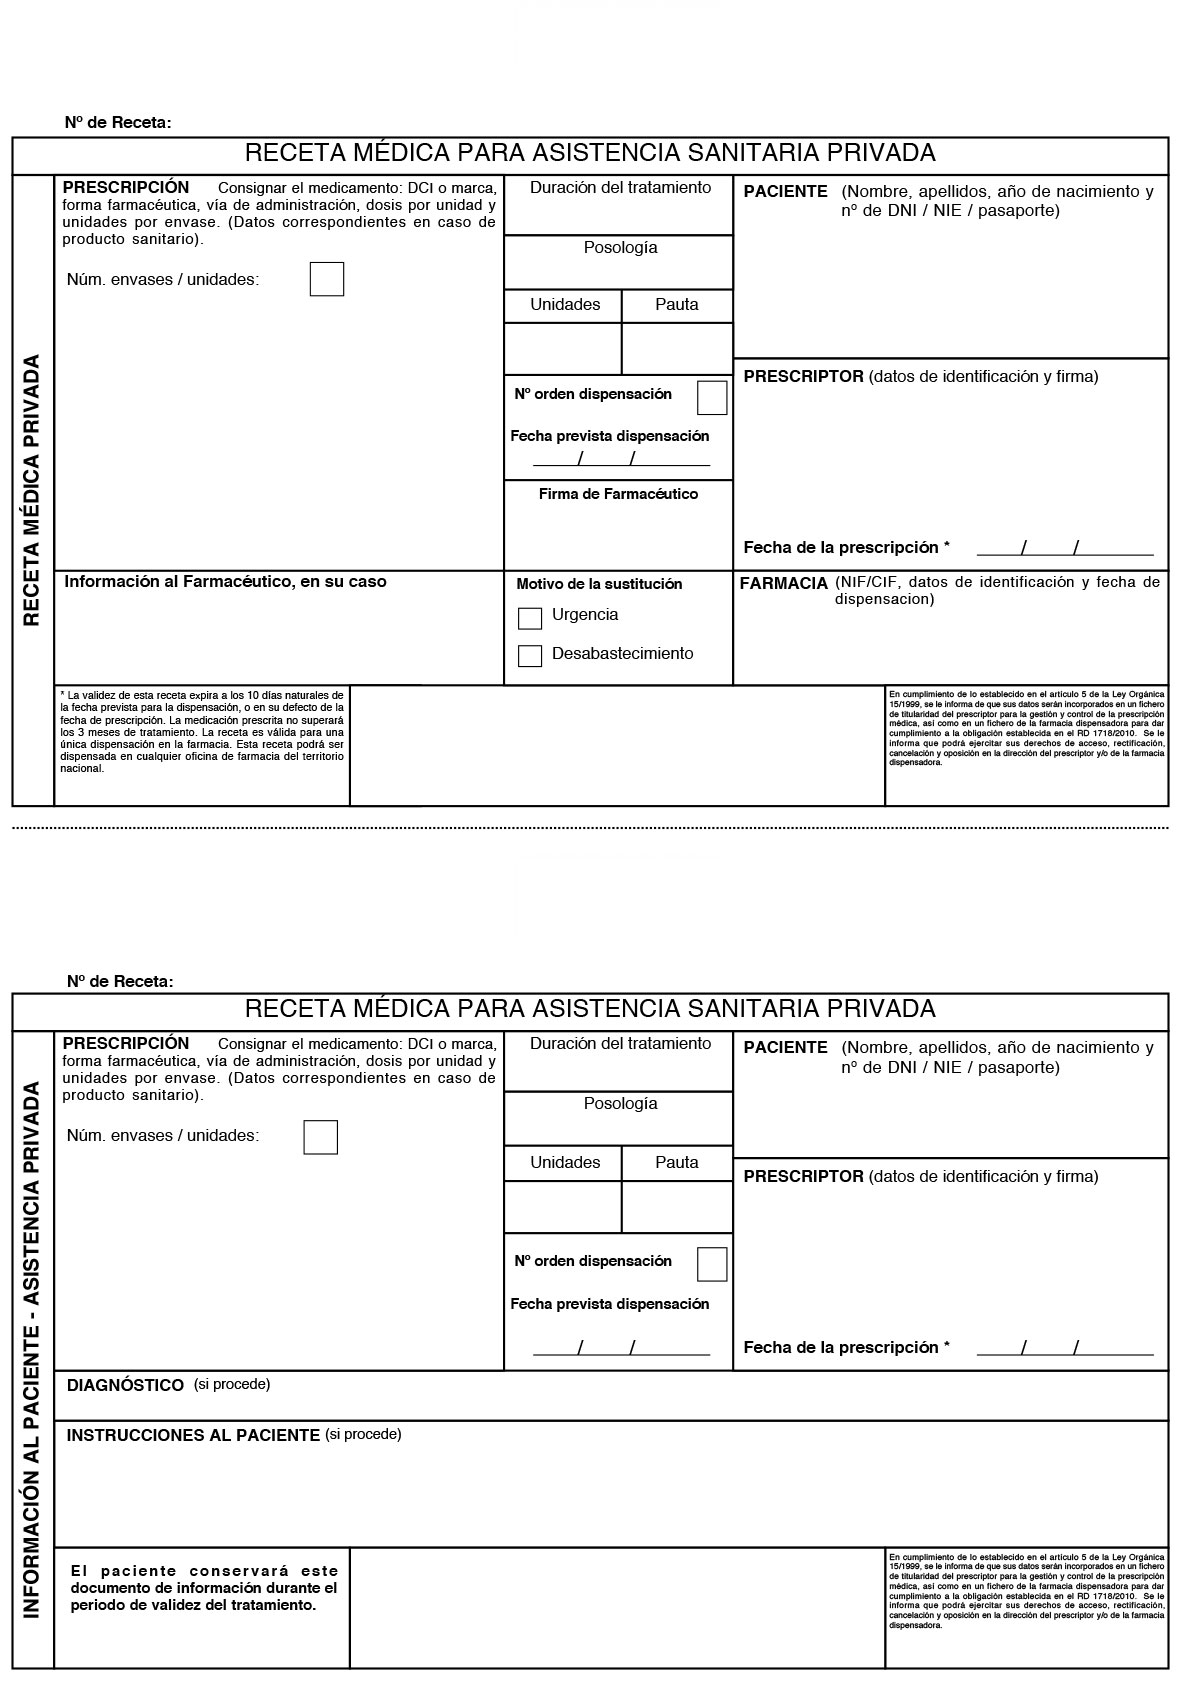 Nº de Receta:
RECETA MÉDICA PARA ASISTENCIA SANITARIA PRIVADA
RECETA MÉDICA PRIVADA
PRESCRIPCIÓN Consignar el medicamento: DCI o marca,
forma farmacéutica, vía de administración, dosis por unidad y
unidades por envase. (Datos correspondientes en caso de
producto sanitario).
Núm. envases / unidades:
Duración del tratamiento
Posología
Unidades Pauta
Nº orden dispensación
Fecha prevista dispensación
/ /
Firma de Farmacéutico
PACIENTE (Nombre, apellidos, año de nacimiento y
nº de DNI / NIE / pasaporte)
PRESCRIPTOR (datos de identificación y firma)
Fecha de la prescripción * / /
Información al Farmacéutico, en su caso
Motivo de la sustitución
Urgencia
Desabastecimiento
FARMACIA (NIF/CIF, datos de identificación y fecha de
dispensacion)
* La validez de esta receta expira a los 10 días naturales de
la fecha prevista para la dispensación, o en su defecto de la
fecha de prescripción. La medicación prescrita no superará
los 3 meses de tratamiento. La receta es válida para una
única dispensación en la farmacia. Esta receta podrá ser
dispensada en cualquier oficina de farmacia del territorio
nacional.
En cumplimiento de lo establecido en el articulo 5 de la Ley Orgánica
15/1999, se le informa de que sus datos serán incorporados en un fichero
de titularidad del prescriptor para la gestión y control de la prescripción
médica, así como en un fichero de la farmacia dispensadora para dar
cumplimiento a la obligación establecida en el RD 1718/2010. Se le
informa que podrá ejercitar sus derechos de acceso, rectificación,
cancelación y oposición en la dirección del prescriptor y/o de la farmacia
dispensadora.
Nº de Receta:
RECETA MÉDICA PARA ASISTENCIA SANITARIA PRIVADA
INFORMACIÓN AL PACIENTE - ASISTENCIA PRIVADA
PRESCRIPCIÓN Consignar el medicamento: DCI o marca,
forma farmacéutica, vía de administración, dosis por unidad y
unidades por envase. (Datos correspondientes en caso de
producto sanitario).
Núm. envases / unidades:
Duración del tratamiento
Posología
Unidades Pauta
Nº orden dispensación
Fecha prevista dispensación
/ /
PACIENTE (Nombre, apellidos, año de nacimiento y
nº de DNI / NIE / pasaporte)
PRESCRIPTOR (datos de identificación y firma)
Fecha de la prescripción * / /
DIAGNÓSTICO (si procede)
INSTRUCCIONES AL PACIENTE (si procede)
El paciente conservará este
documento de información durante el
periodo de validez del tratamiento.
En cumplimiento de lo establecido en el articulo 5 de la Ley Orgánica
15/1999, se le informa de que sus datos serán incorporados en un fichero
de titularidad del prescriptor para la gestión y control de la prescripción
médica, así como en un fichero de la farmacia dispensadora para dar
cumplimiento a la obligación establecida en el RD 1718/2010. Se le
informa que podrá ejercitar sus derechos de acceso, rectificación,
cancelación y oposición en la dirección del prescriptor y/o de la farmacia
dispensadora.